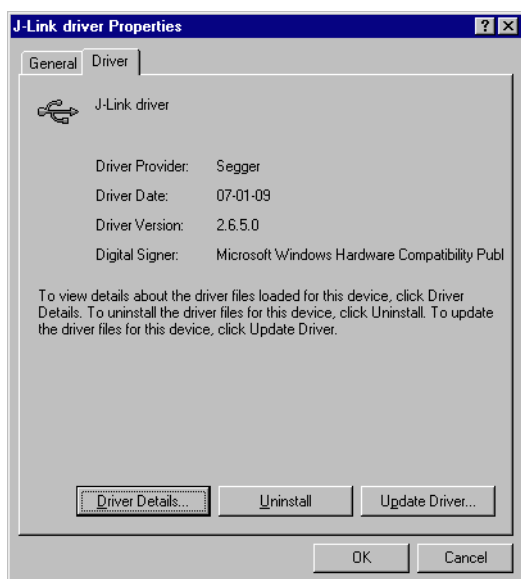 J-Link driver Properties
General
Driver
J-Link driver
Driver Provider: Segger
Driver Date: 07-01-09
Driver Version: 2.6.5.0
Digital Signer: Microsoft Windows Hardware Compatibility Publ
To view details about the driver files loaded for this device, click Driver
Details. To uninstall the driver files for this device, click Uninstall. To update
the driver files for this device, click Update Driver.
Driver Details... Uninstall Update Driver...
OK Cancel